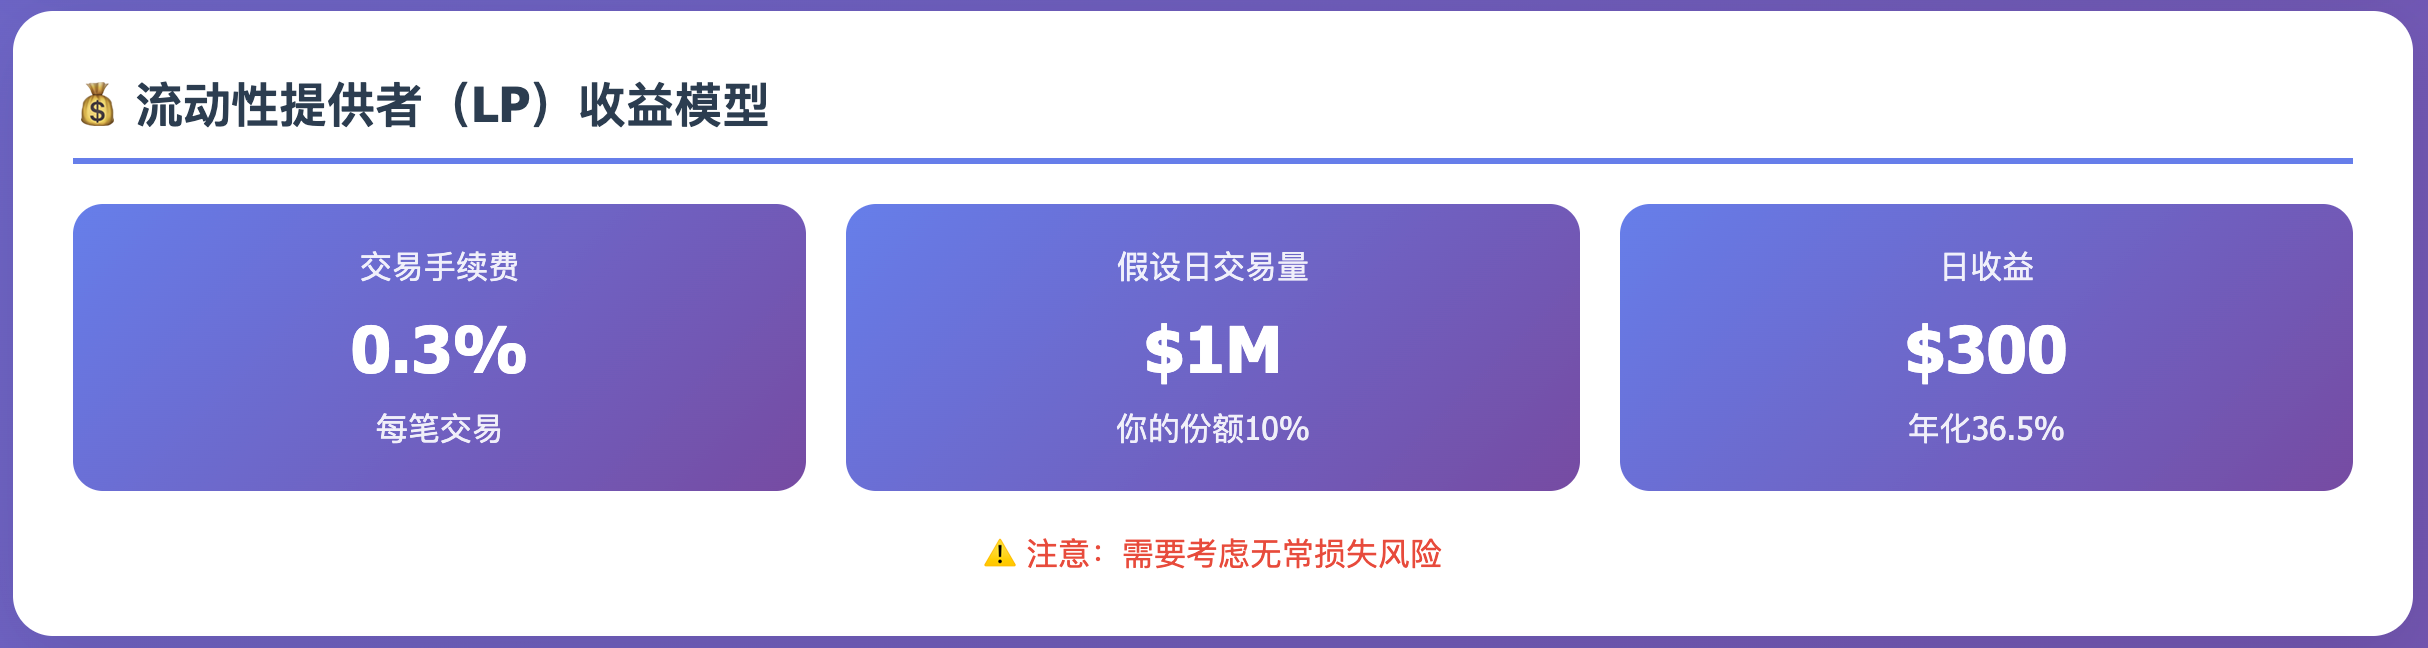 💰 流动性提供者（LP）收益模型
交易手续费
0.3%
每笔交易
假设日交易量
$1M
你的份额10%
日收益
$300
年化36.5%
⚠️ 注意：需要考虑无常损失风险